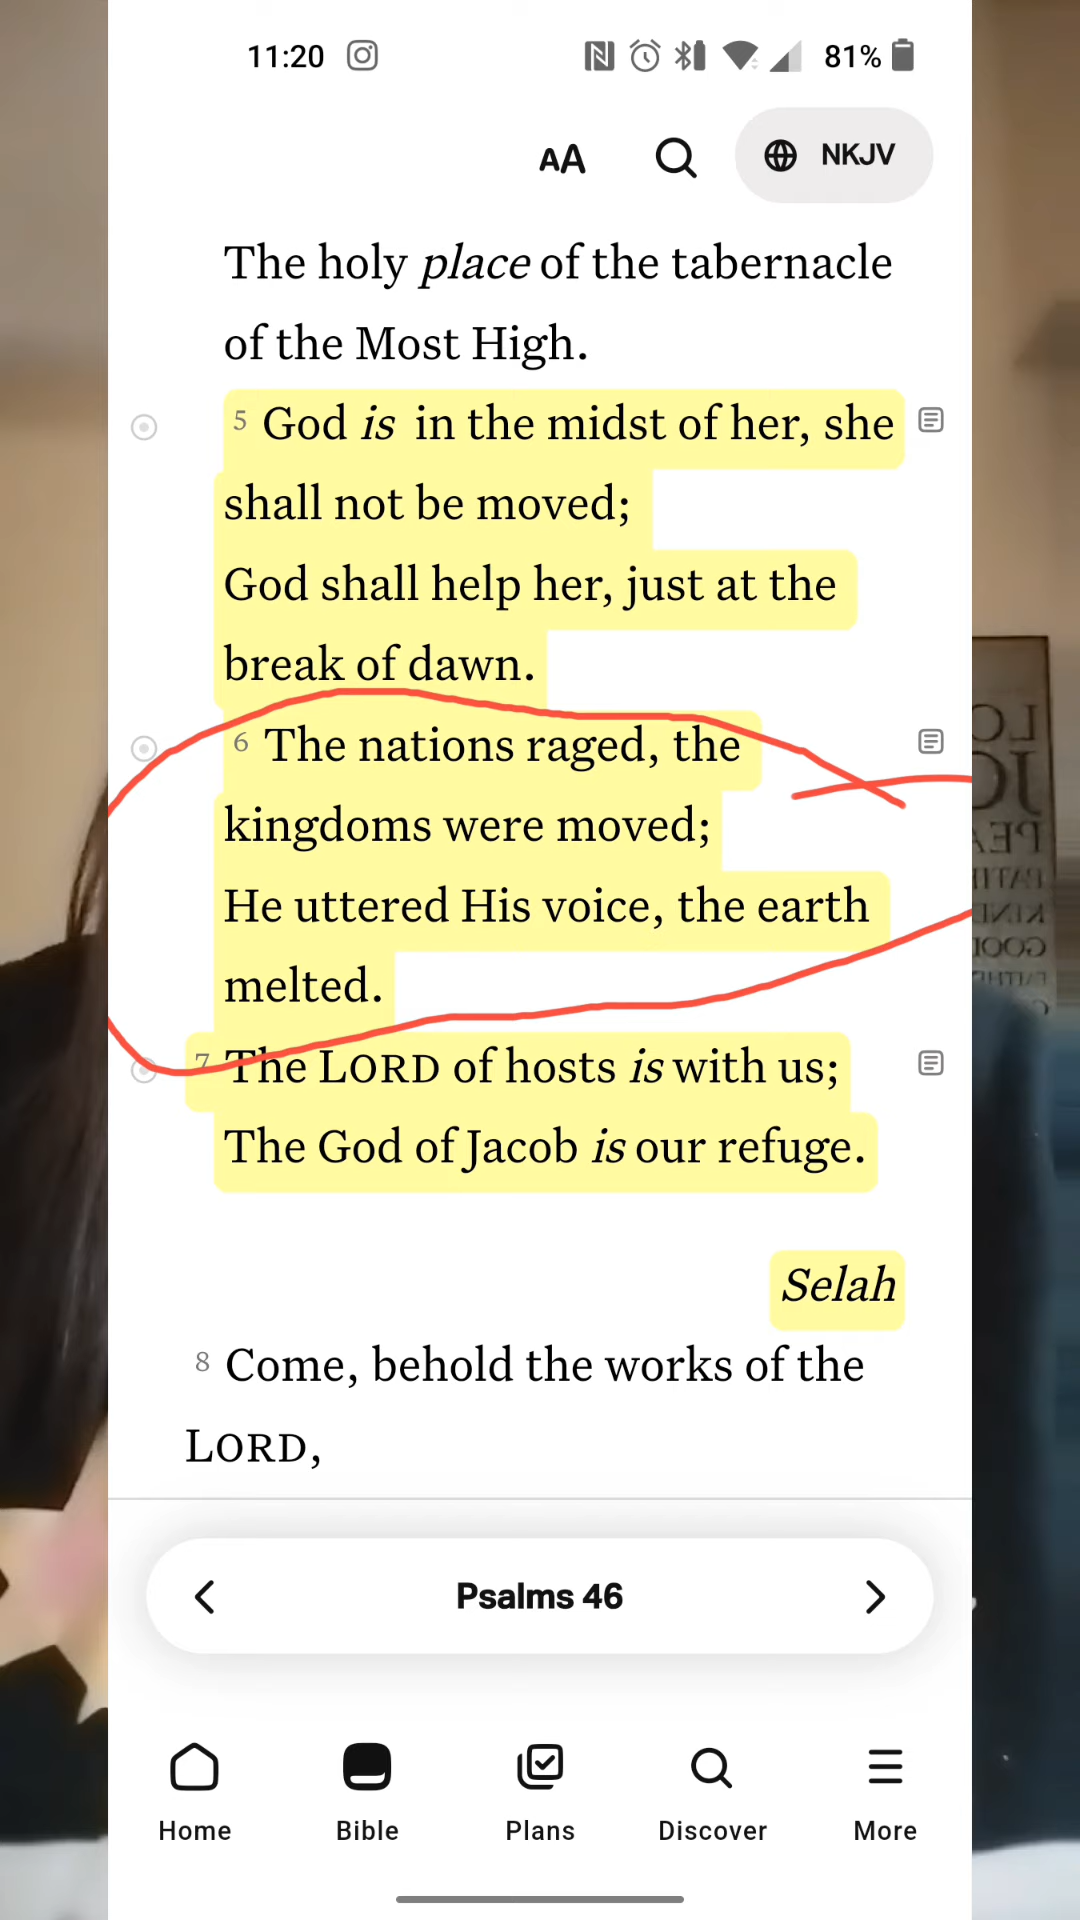 11:20 81%
AA NKJV
The holy place of the tabernacle
of the Most High.
5 God is in the midst of her, she
shall not be moved;
God shall help her, just at the
break of dawn.
6 The nations raged, the
kingdoms were moved;
He uttered His voice, the earth
melted.
7 The LORD of hosts is with us;
The God of Jacob is our refuge.
Selah
8 Come, behold the works of the
LORD,
Psalms 46
Home Bible Plans Discover More